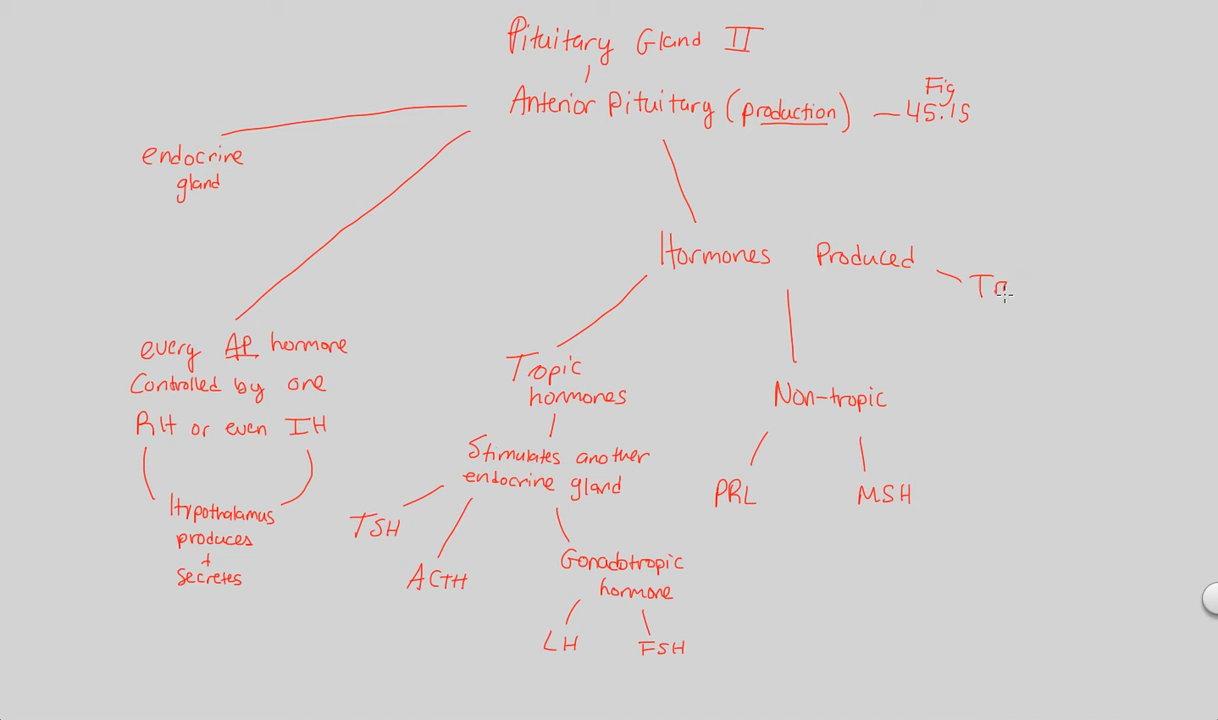 Pituitary Gland II
Anterior Pituitary (production) — Fig 45.15
endocrine
gland
Hormones Produced
every AP hormone
Controlled by one
RH or even IH
Hypothalamus
produces
+
secretes
Tropic
hormones
Stimulates another
endocrine gland
TSH
ACTH
Gonadotropic
hormone
LH
FSH
Non-tropic
PRL
MSH